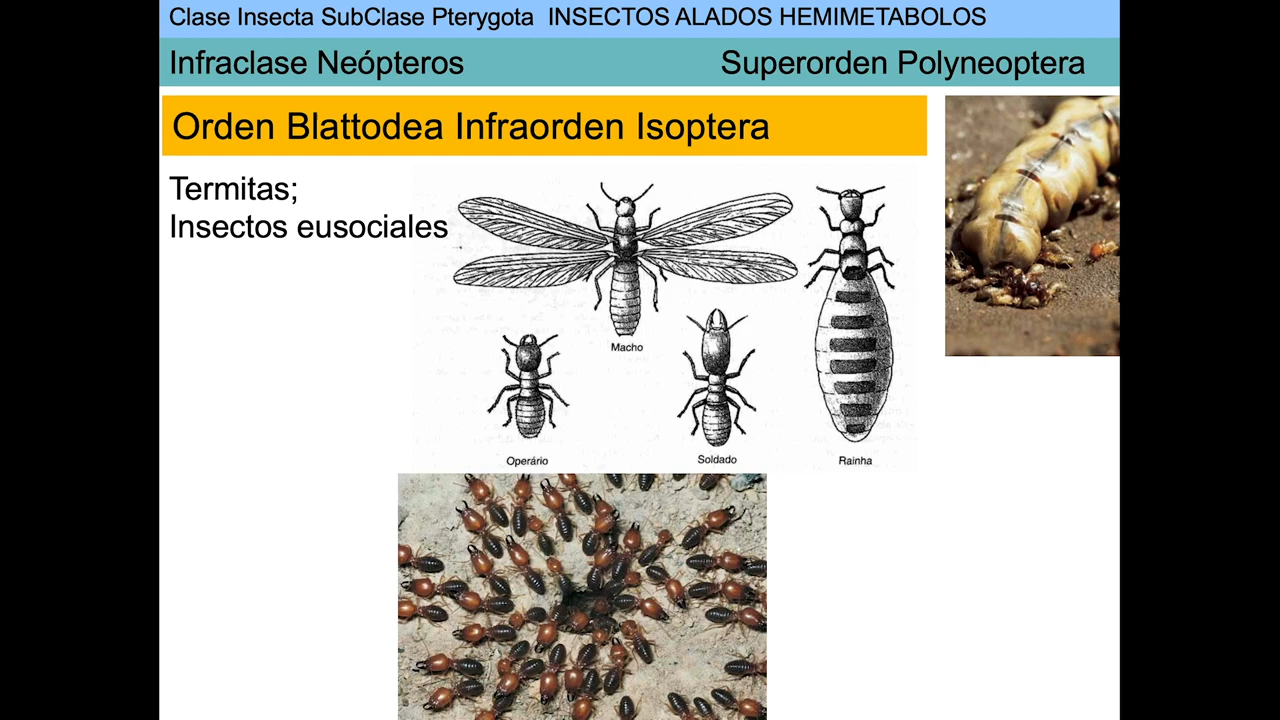 Clase Insecta SubClase Pterygota  INSECTOS ALADOS HEMIMETABOLOS
Infraclase Neópteros
Superorden Polyneoptera
Orden Blattodea Infraorden Isoptera
Termitas;
Insectos eusociales
Macho
Operário
Soldado
Rainha